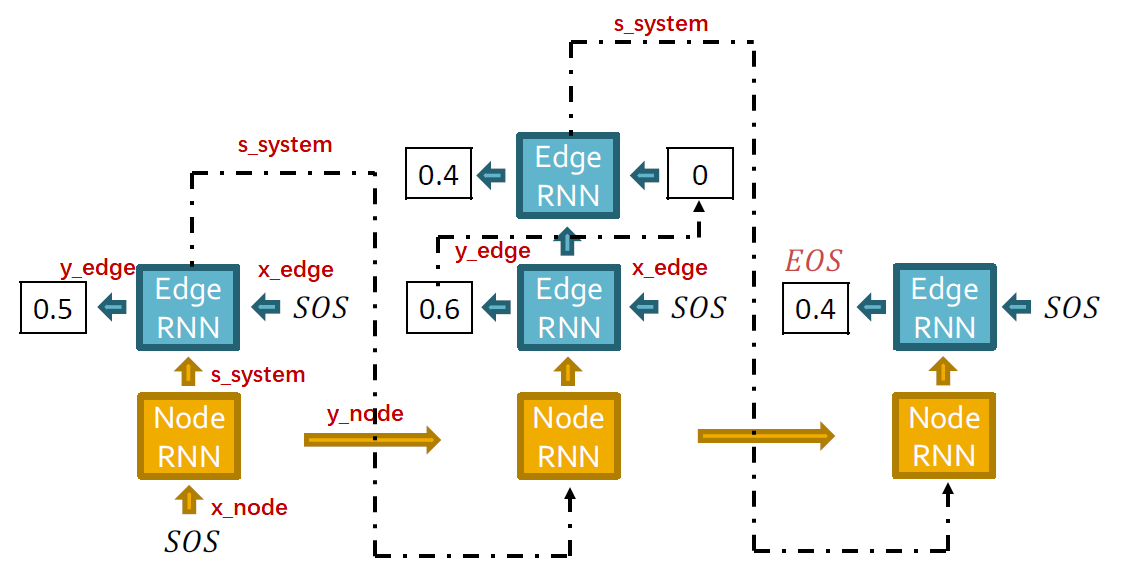 s_system
s_system
0.4
Edge
RNN
0
y_edge
x_edge
y_edge
x_edge
EOS
0.5
Edge
RNN
SOS
0.6
Edge
RNN
SOS
0.4
Edge
RNN
SOS
s_system
y_node
Node
RNN
Node
RNN
Node
RNN
x_node
SOS